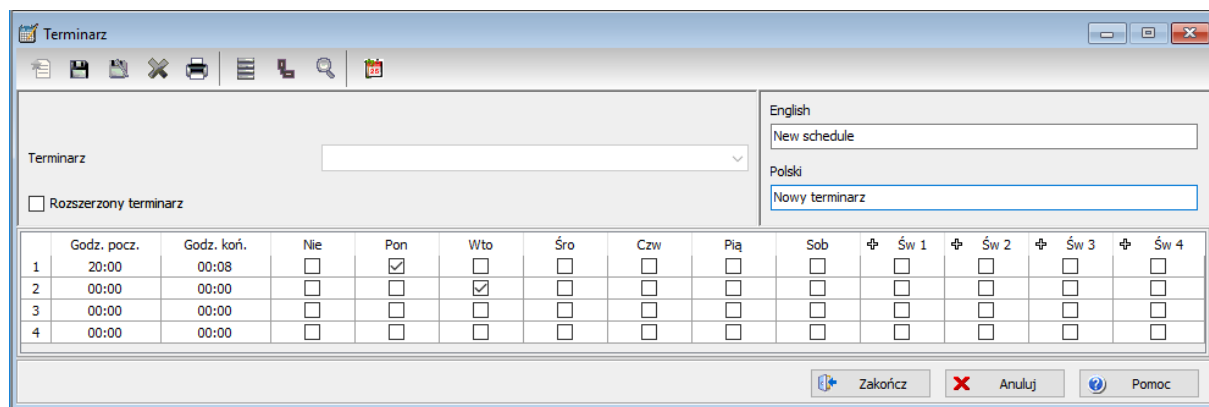 Terminarz
25
English
New schedule
Terminarz
Polski
Rozszerzony terminarz
Nowy terminarz
Godz. pocz. Godz. koń. Nie Pon Wto Śro Czw Pią Sob Św 1 Św 2 Św 3 Św 4
1 20:00 00:08
2 00:00 00:00
3 00:00 00:00
4 00:00 00:00
Zakończ Anuluj Pomoc